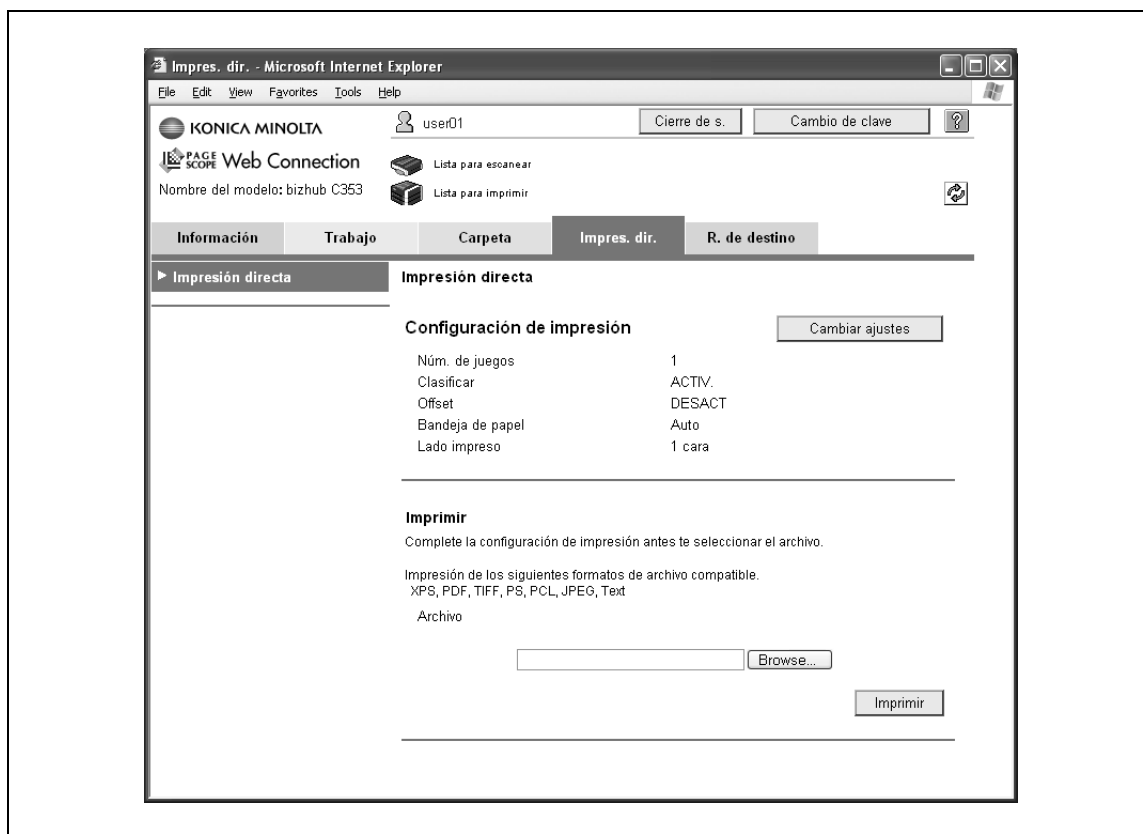 Impres. dir. - Microsoft Internet Explorer
File Edit View Favorites Tools Help
KONICA MINOLTA
user01
Cierre de s.
Cambio de clave
?
PAGE SCOPE Web Connection
Lista para escanear
Nombre del modelo: bizhub C353
Lista para imprimir
Información Trabajo Carpeta Impres. dir. R. de destino
Impresión directa
Impresión directa
Configuración de impresión
Cambiar ajustes
Núm. de juegos 1
Clasificar ACTIV.
Offset DESACT
Bandeja de papel Auto
Lado impreso 1 cara
Imprimir
Complete la configuración de impresión antes te seleccionar el archivo.
Impresión de los siguientes formatos de archivo compatible.
XPS, PDF, TIFF, PS, PCL, JPEG, Text
Archivo
Browse...
Imprimir